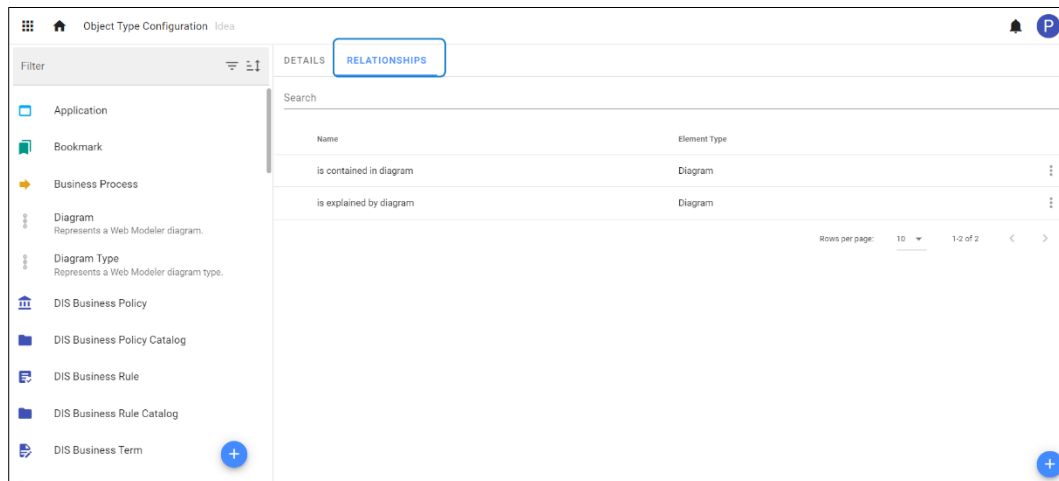 Object Type Configuration Idea
P
Filter
DETAILS RELATIONSHIPS
Search
Application
Name Element Type
Bookmark
is contained in diagram Diagram
Business Process
is explained by diagram Diagram
Diagram
Represents a Web Modeler diagram.
Rows per page: 10 1-2 of 2
Diagram Type
Represents a Web Modeler diagram type.
DIS Business Policy
DIS Business Policy Catalog
DIS Business Rule
DIS Business Rule Catalog
DIS Business Term